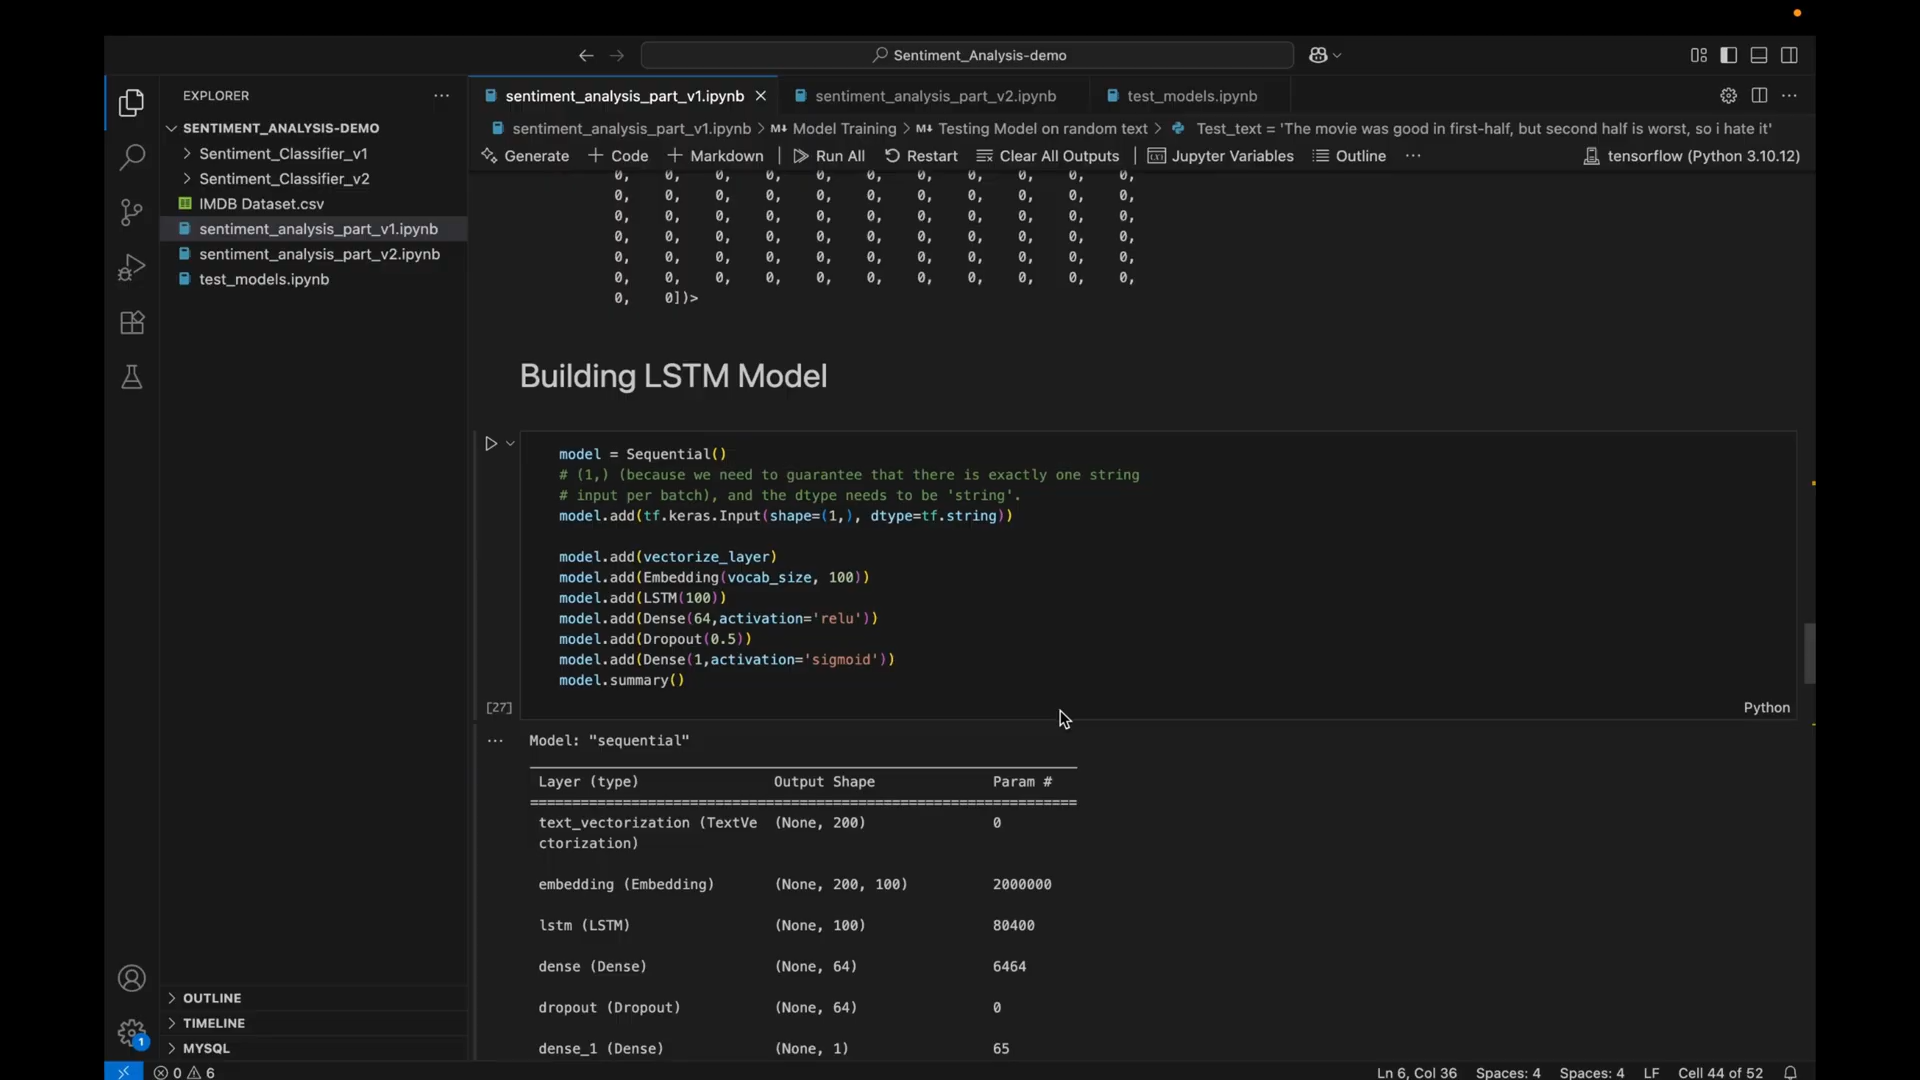 Sentiment_Analysis-demo
EXPLORER
SENTIMENT_ANALYSIS-DEMO
Sentiment_Classifier_v1
Sentiment_Classifier_v2
IMDB Dataset.csv
sentiment_analysis_part_v1.ipynb
sentiment_analysis_part_v2.ipynb
test_models.ipynb
OUTLINE
TIMELINE
MYSQL
sentiment_analysis_part_v1.ipynb sentiment_analysis_part_v2.ipynb test_models.ipynb
sentiment_analysis_part_v1.ipynb > M↓ Model Training > M↓ Testing Model on random text > Test_text = 'The movie was good in first-half, but second half is worst, so i hate it'
Generate + Code + Markdown Run All Restart Clear All Outputs Jupyter Variables Outline ... tensorflow (Python 3.10.12)
0, 0, 0, 0, 0, 0, 0, 0, 0, 0, 0,
0, 0, 0, 0, 0, 0, 0, 0, 0, 0, 0,
0, 0, 0, 0, 0, 0, 0, 0, 0, 0, 0,
0, 0, 0, 0, 0, 0, 0, 0, 0, 0, 0,
0, 0, 0, 0, 0, 0, 0, 0, 0, 0, 0,
0, 0, 0, 0, 0, 0, 0, 0, 0, 0, 0,
0, 0])>
Building LSTM Model
model = Sequential()
# (1,) (because we need to guarantee that there is exactly one string
# input per batch), and the dtype needs to be 'string'.
model.add(tf.keras.Input(shape=(1,), dtype=tf.string))
model.add(vectorize_layer)
model.add(Embedding(vocab_size, 100))
model.add(LSTM(100))
model.add(Dense(64,activation='relu'))
model.add(Dropout(0.5))
model.add(Dense(1,activation='sigmoid'))
model.summary()
[27] Python
... Model: "sequential"
Layer (type) Output Shape Param #
=================================================================
text_vectorization (TextVe (None, 200) 0
ctorization)
embedding (Embedding) (None, 200, 100) 2000000
lstm (LSTM) (None, 100) 80400
dense (Dense) (None, 64) 6464
dropout (Dropout) (None, 64) 0
dense_1 (Dense) (None, 1) 65
1
0 6 Ln 6, Col 36 Spaces: 4 Spaces: 4 LF Cell 44 of 52